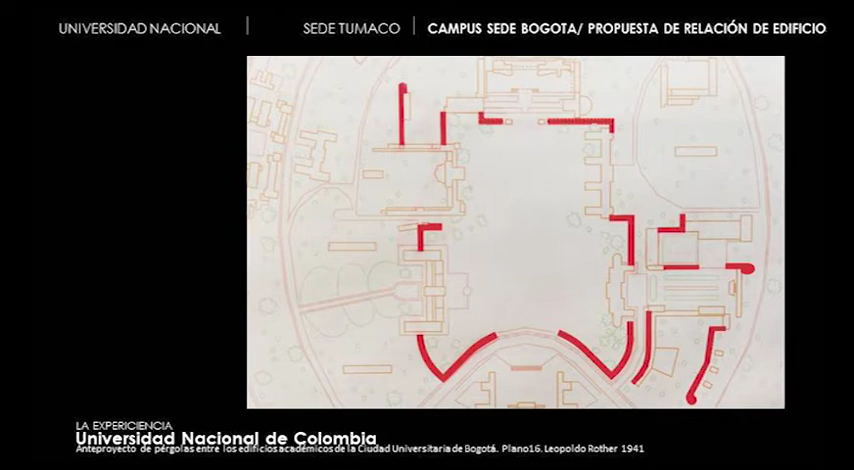 UNIVERSIDAD NACIONAL | SEDE TUMACO | CAMPUS SEDE BOGOTA/ PROPUESTA DE RELACIÓN DE EDIFICIO
LA EXPERICIENCIA
Universidad Nacional de Colombia
Anteproyecto de pérgolas entre los edificios académicos de la Ciudad Universitaria de Bogotá. Plano16. Leopoldo Rother 1941